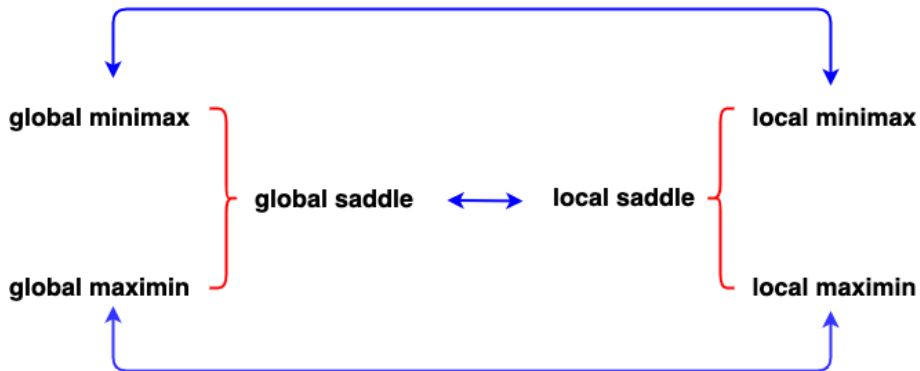 global minimax
local minimax
global saddle
local saddle
global maximin
local maximin